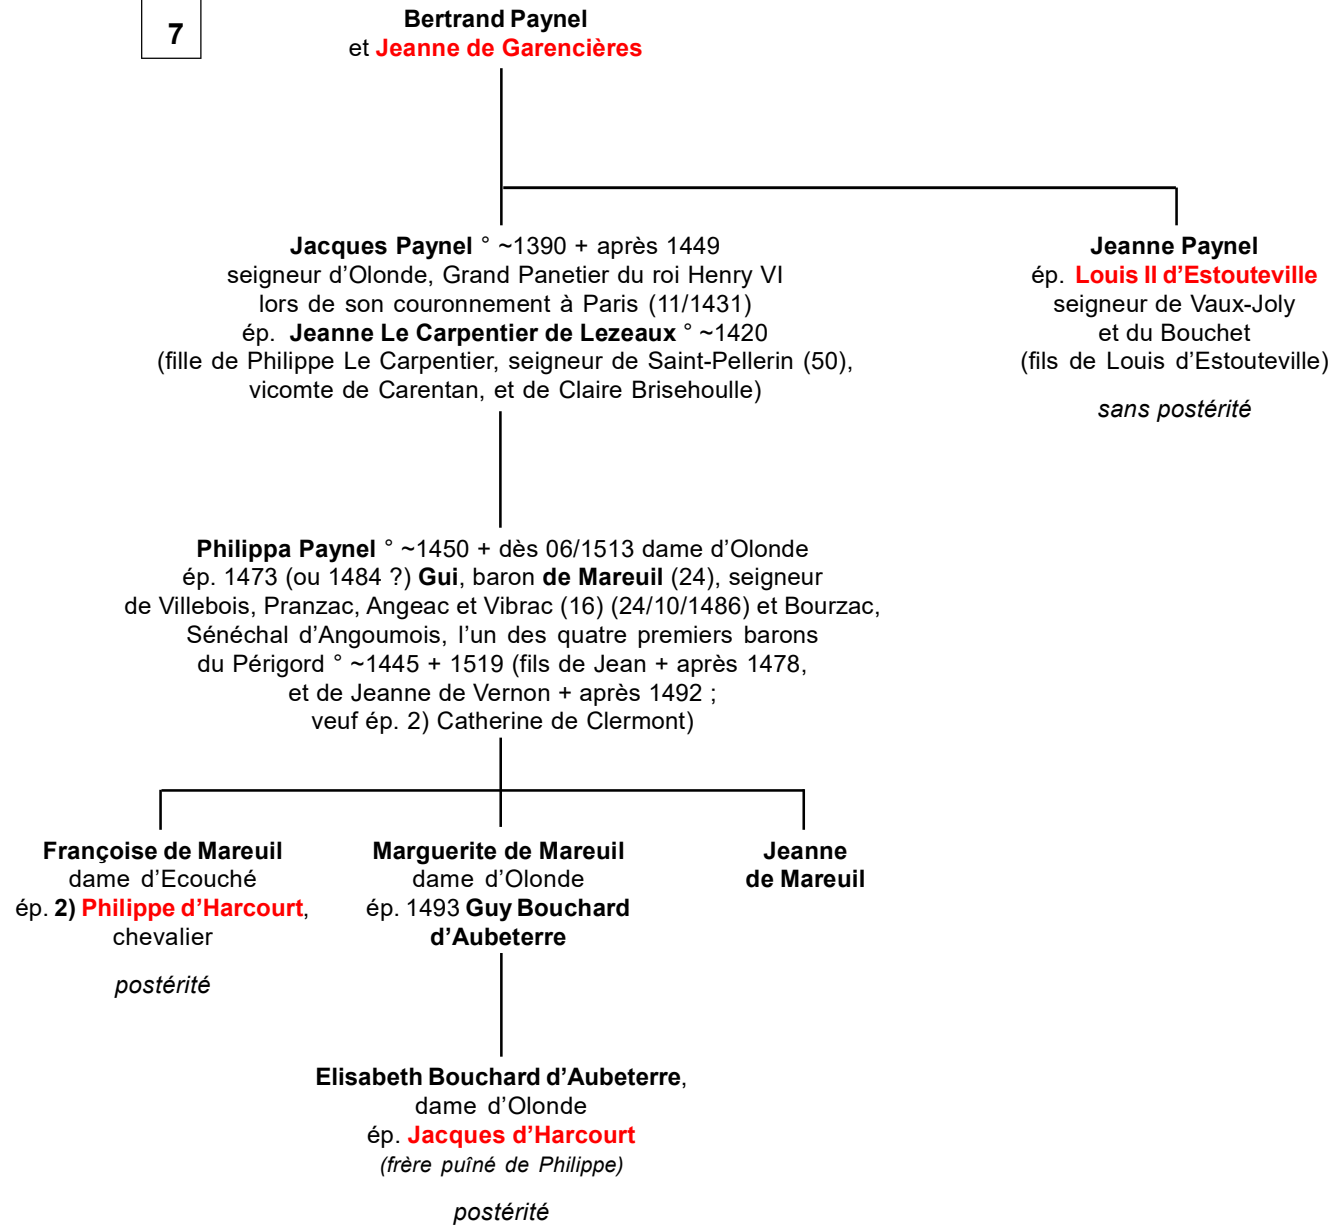 7
Bertrand Paynel
et Jeanne de Garencières
Jacques Paynel ° ~1390 + après 1449
seigneur d’Olonde, Grand Panetier du roi Henry VI
lors de son couronnement à Paris (11/1431)
ép. Jeanne Le Carpentier de Lezeaux ° ~1420
(fille de Philippe Le Carpentier, seigneur de Saint-Pellerin (50),
vicomte de Carentan, et de Claire Brisehoulle)
Jeanne Paynel
ép. Louis II d’Estouteville
seigneur de Vaux-Joly
et du Bouchet
(fils de Louis d’Estouteville)
sans postérité
Philippa Paynel ° ~1450 + dès 06/1513 dame d’Olonde
ép. 1473 (ou 1484 ?) Gui, baron de Mareuil (24), seigneur
de Villebois, Pranzac, Angeac et Vibrac (16) (24/10/1486) et Bourzac,
Sénéchal d’Angoumois, l’un des quatre premiers barons
du Périgord ° ~1445 + 1519 (fils de Jean + après 1478,
et de Jeanne de Vernon + après 1492 ;
veuf ép. 2) Catherine de Clermont)
Françoise de Mareuil
dame d’Ecouché
ép. 2) Philippe d’Harcourt,
chevalier
postérité
Marguerite de Mareuil
dame d’Olonde
ép. 1493 Guy Bouchard
d’Aubeterre
Jeanne
de Mareuil
Elisabeth Bouchard d’Aubeterre,
dame d’Olonde
ép. Jacques d’Harcourt
(frère puîné de Philippe)
postérité